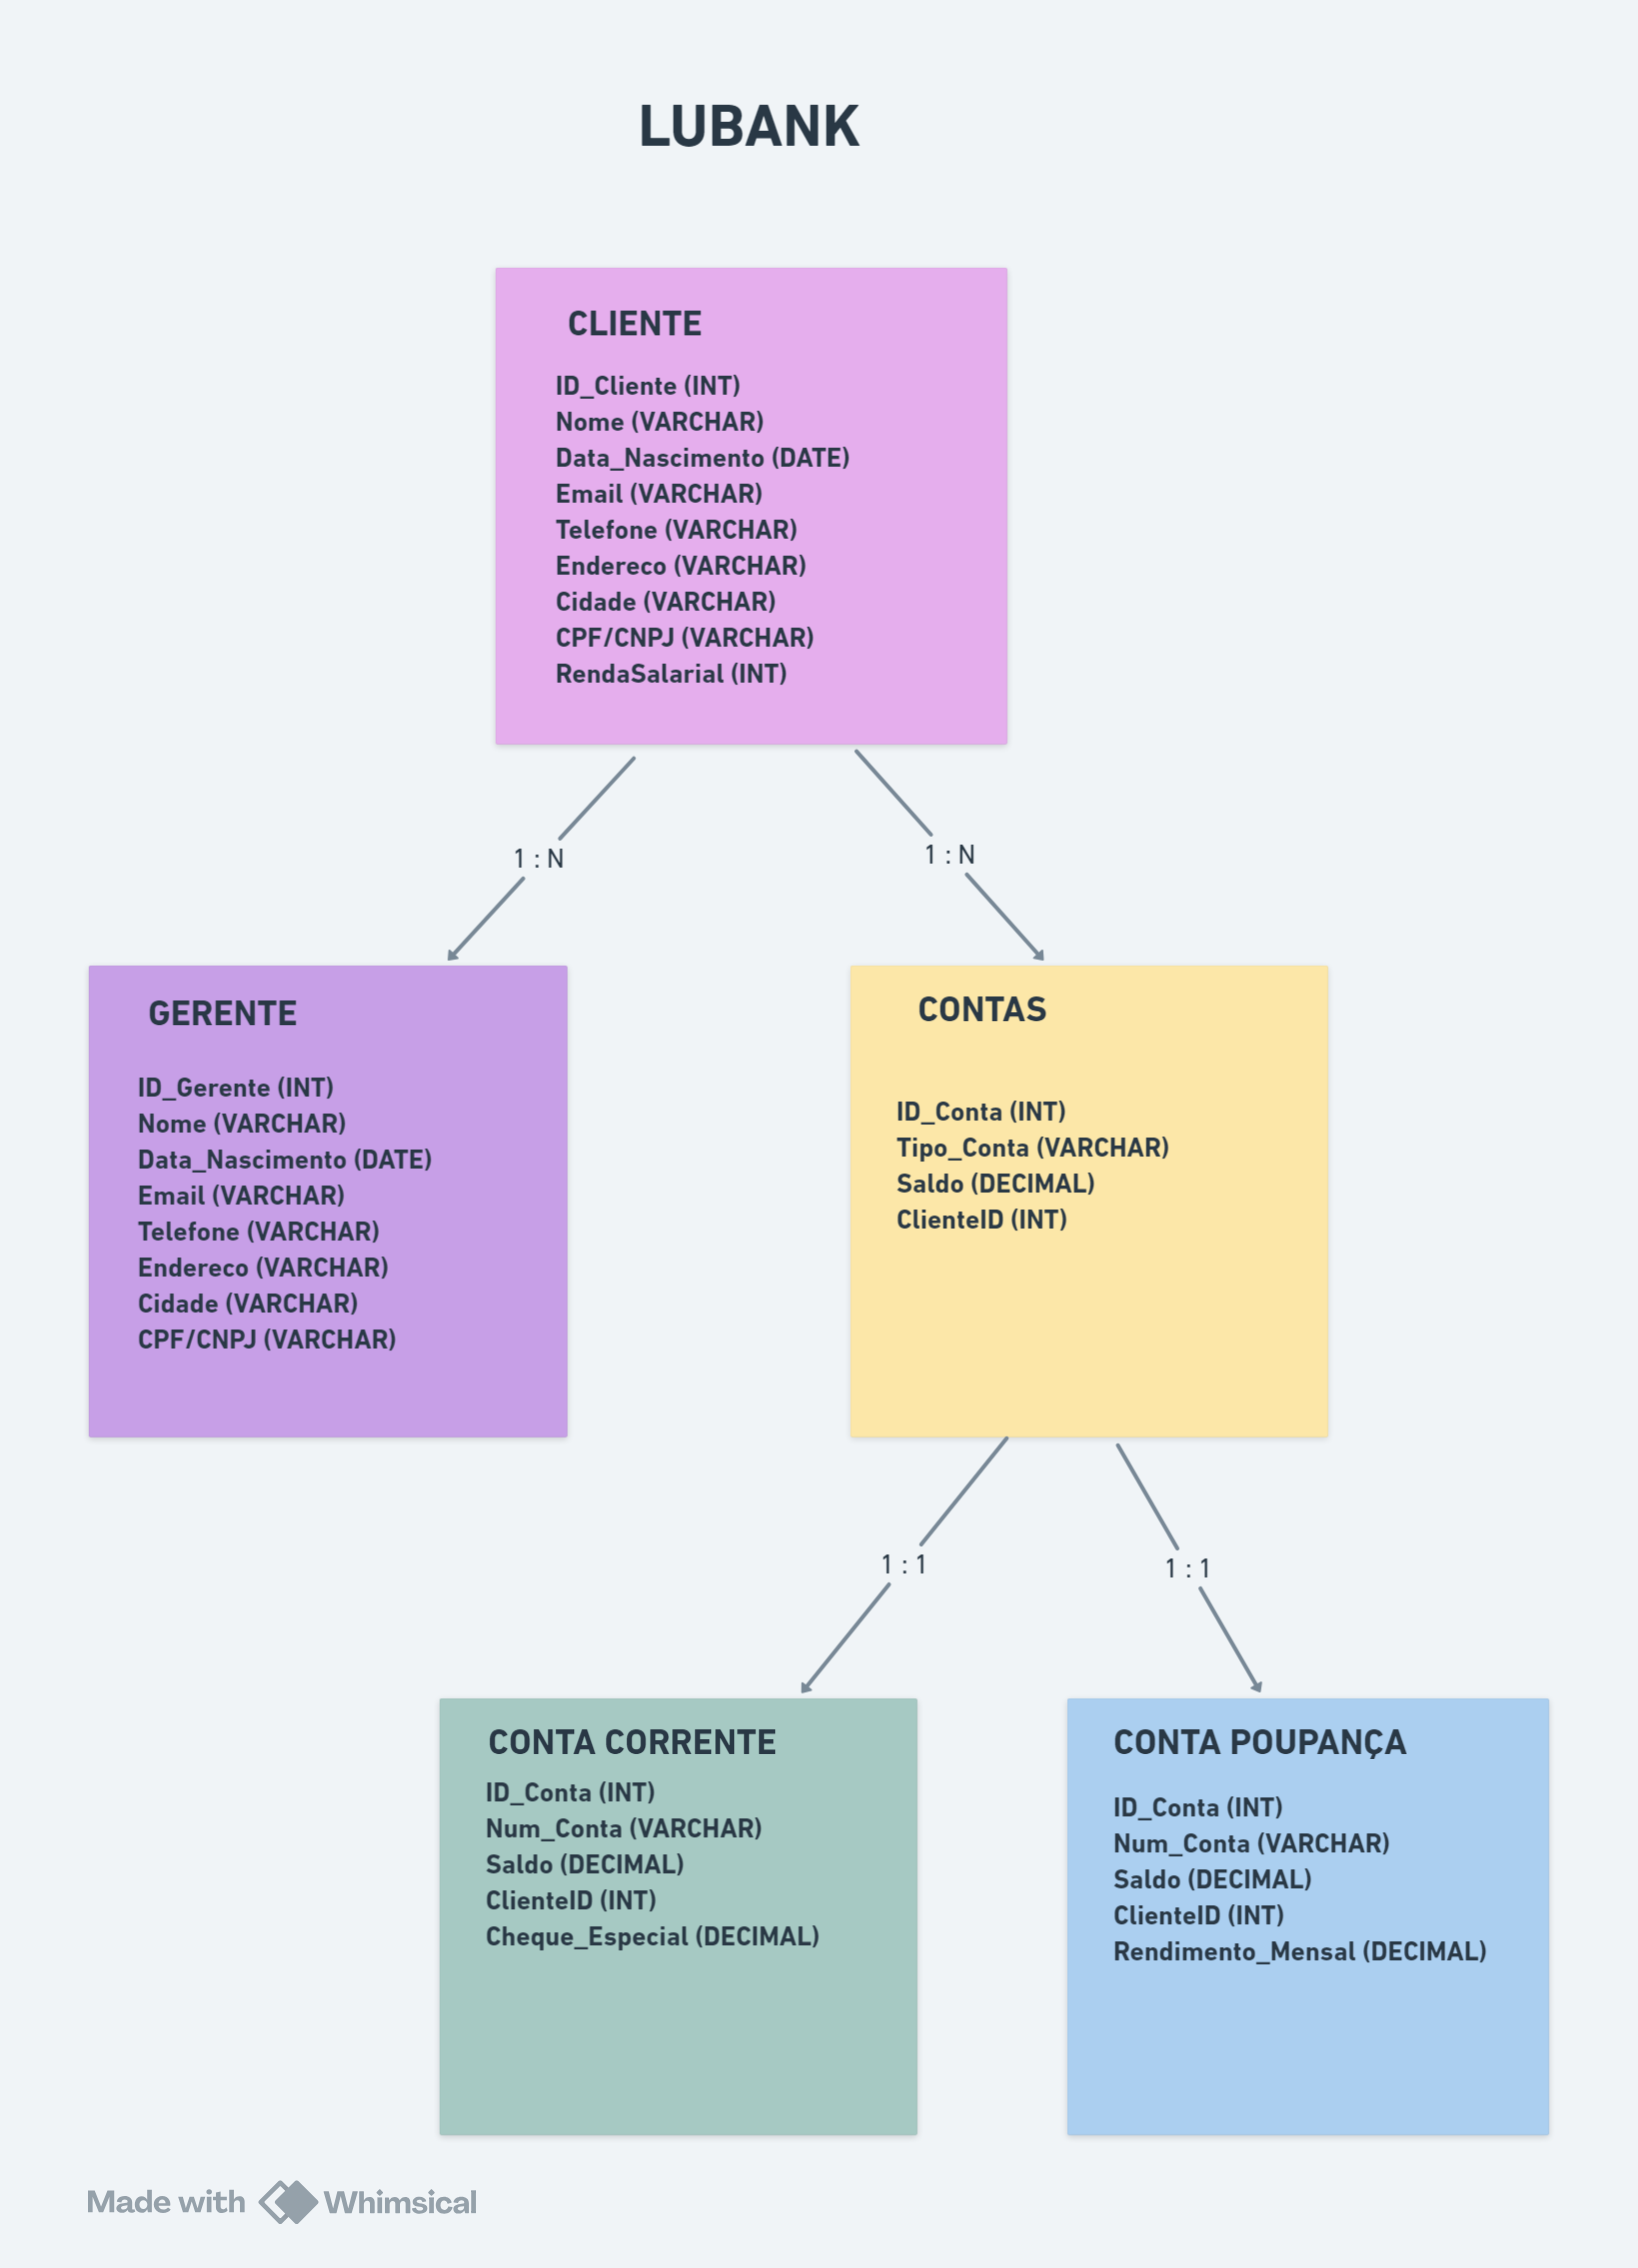 LUBANK
CLIENTE
ID_Cliente (INT)
Nome (VARCHAR)
Data_Nascimento (DATE)
Email (VARCHAR)
Telefone (VARCHAR)
Endereco (VARCHAR)
Cidade (VARCHAR)
CPF/CNPJ (VARCHAR)
RendaSalarial (INT)
1 : N
1 : N
GERENTE
ID_Gerente (INT)
Nome (VARCHAR)
Data_Nascimento (DATE)
Email (VARCHAR)
Telefone (VARCHAR)
Endereco (VARCHAR)
Cidade (VARCHAR)
CPF/CNPJ (VARCHAR)
CONTAS
ID_Conta (INT)
Tipo_Conta (VARCHAR)
Saldo (DECIMAL)
ClienteID (INT)
1 : 1
1 : 1
CONTA CORRENTE
ID_Conta (INT)
Num_Conta (VARCHAR)
Saldo (DECIMAL)
ClienteID (INT)
Cheque_Especial (DECIMAL)
CONTA POUPANÇA
ID_Conta (INT)
Num_Conta (VARCHAR)
Saldo (DECIMAL)
ClienteID (INT)
Rendimento_Mensal (DECIMAL)
Made with Whimsical